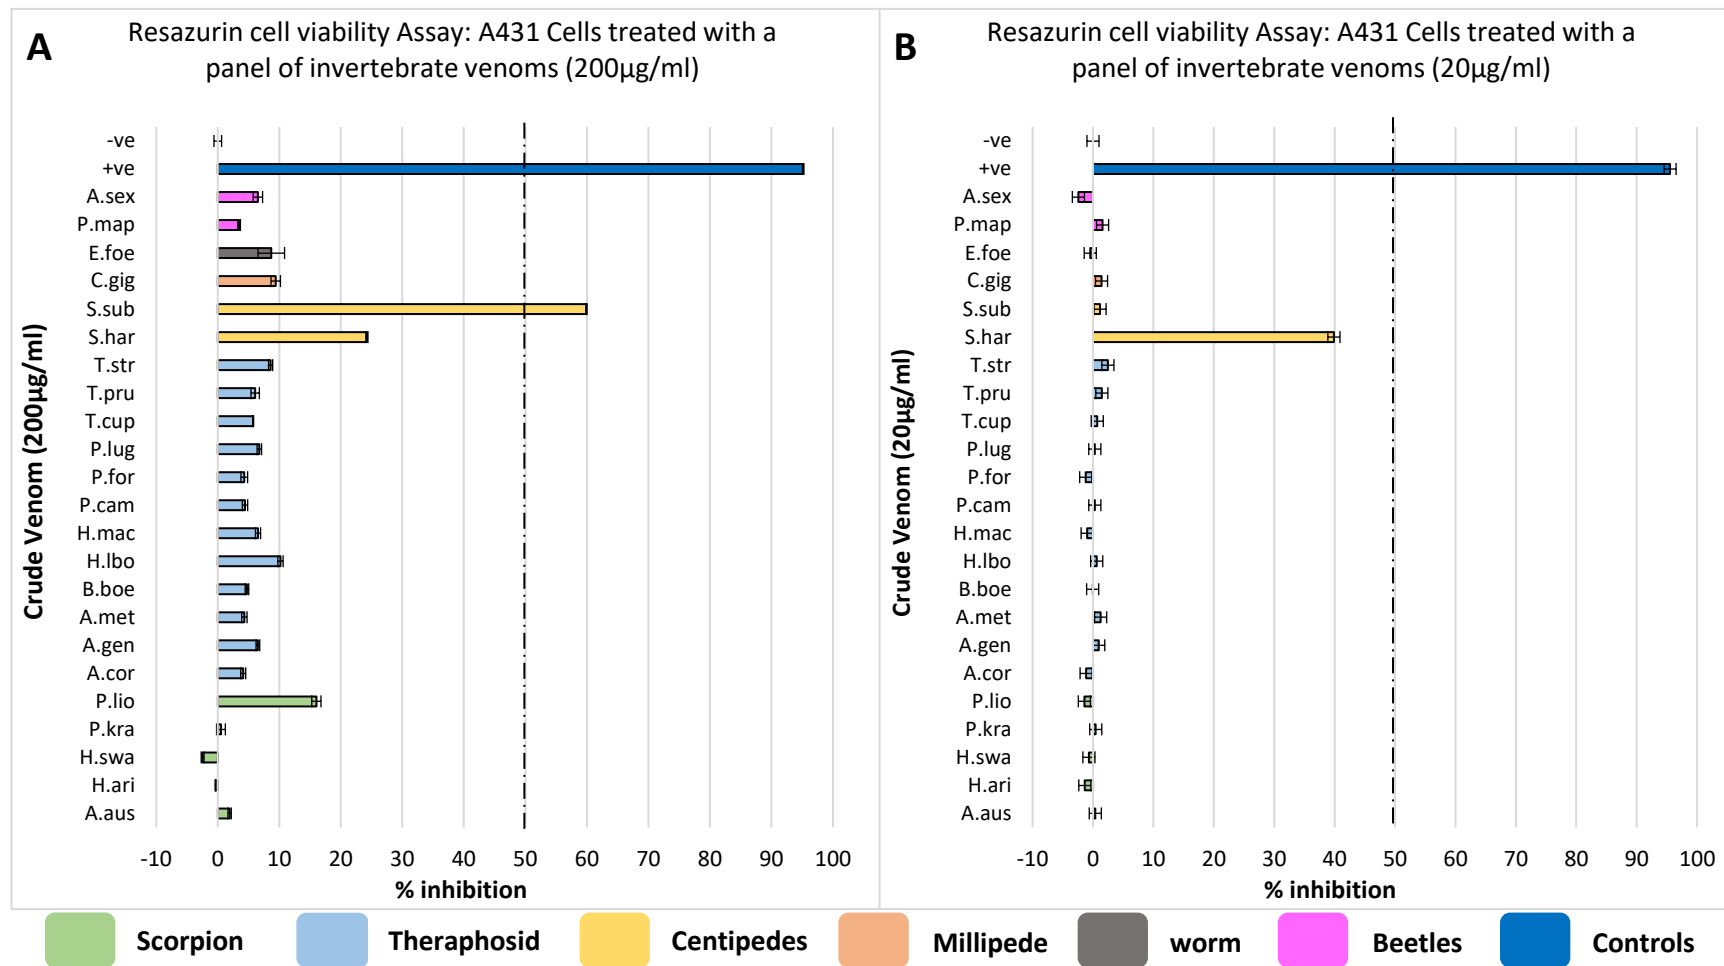 A
Resazurin cell viability Assay: A431 Cells treated with a
panel of invertebrate venoms (200µg/ml)
Crude Venom (200µg/ml)
-ve
+ve
A.sex
P.map
E.foe
C.gig
S.sub
S.har
T.str
T.pru
T.cup
P.lug
P.for
P.cam
H.mac
H.lbo
B.boe
A.met
A.gen
A.cor
P.lio
P.kra
H.swa
H.ari
A.aus
-10 0 10 20 30 40 50 60 70 80 90 100
% inhibition
B
Resazurin cell viability Assay: A431 Cells treated with a
panel of invertebrate venoms (20µg/ml)
Crude Venom (20µg/ml)
-ve
+ve
A.sex
P.map
E.foe
C.gig
S.sub
S.har
T.str
T.pru
T.cup
P.lug
P.for
P.cam
H.mac
H.lbo
B.boe
A.met
A.gen
A.cor
P.lio
P.kra
H.swa
H.ari
A.aus
-10 0 10 20 30 40 50 60 70 80 90 100
% inhibition
Scorpion Theraphosid Centipedes Millipede worm Beetles Controls